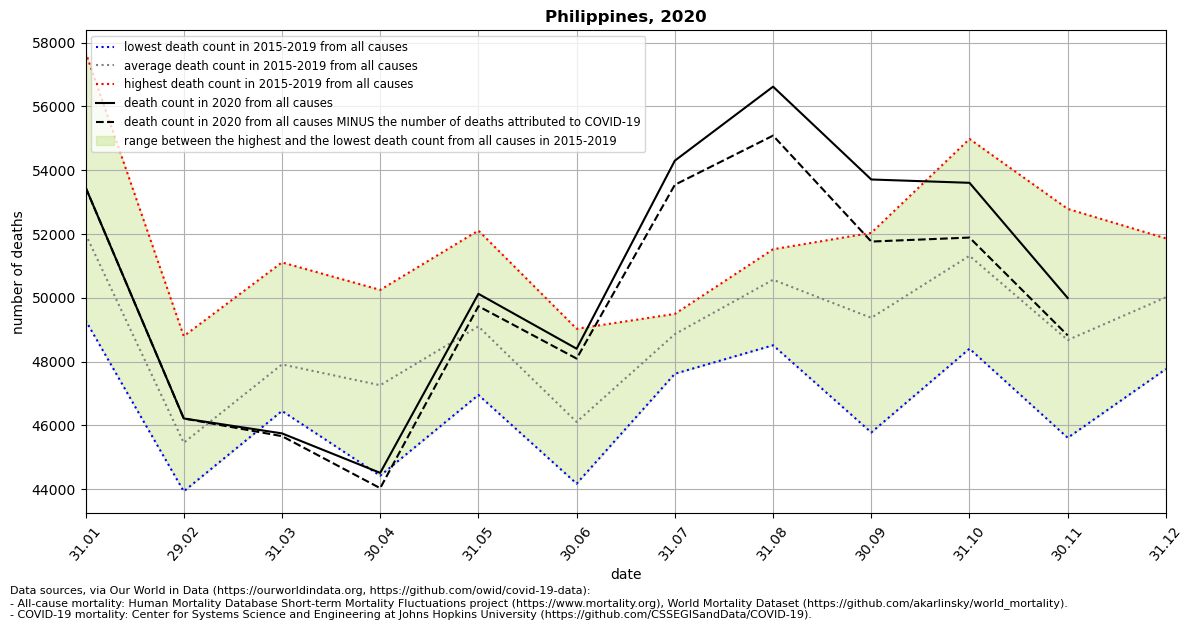 Philippines, 2020
lowest death count in 2015-2019 from all causes
average death count in 2015-2019 from all causes
highest death count in 2015-2019 from all causes
death count in 2020 from all causes
death count in 2020 from all causes MINUS the number of deaths attributed to COVID-19
range between the highest and the lowest death count from all causes in 2015-2019
number of deaths
58000
56000
54000
52000
50000
48000
46000
44000
31.01
29.02
31.03
30.04
31.05
30.06
31.07
31.08
30.09
31.10
30.11
31.12
date
Data sources, via Our World in Data (https://ourworldindata.org, https://github.com/owid/covid-19-data):
- All-cause mortality: Human Mortality Database Short-term Mortality Fluctuations project (https://www.mortality.org), World Mortality Dataset (https://github.com/akarlinsky/world_mortality).
- COVID-19 mortality: Center for Systems Science and Engineering at Johns Hopkins University (https://github.com/CSSEGISandData/COVID-19).